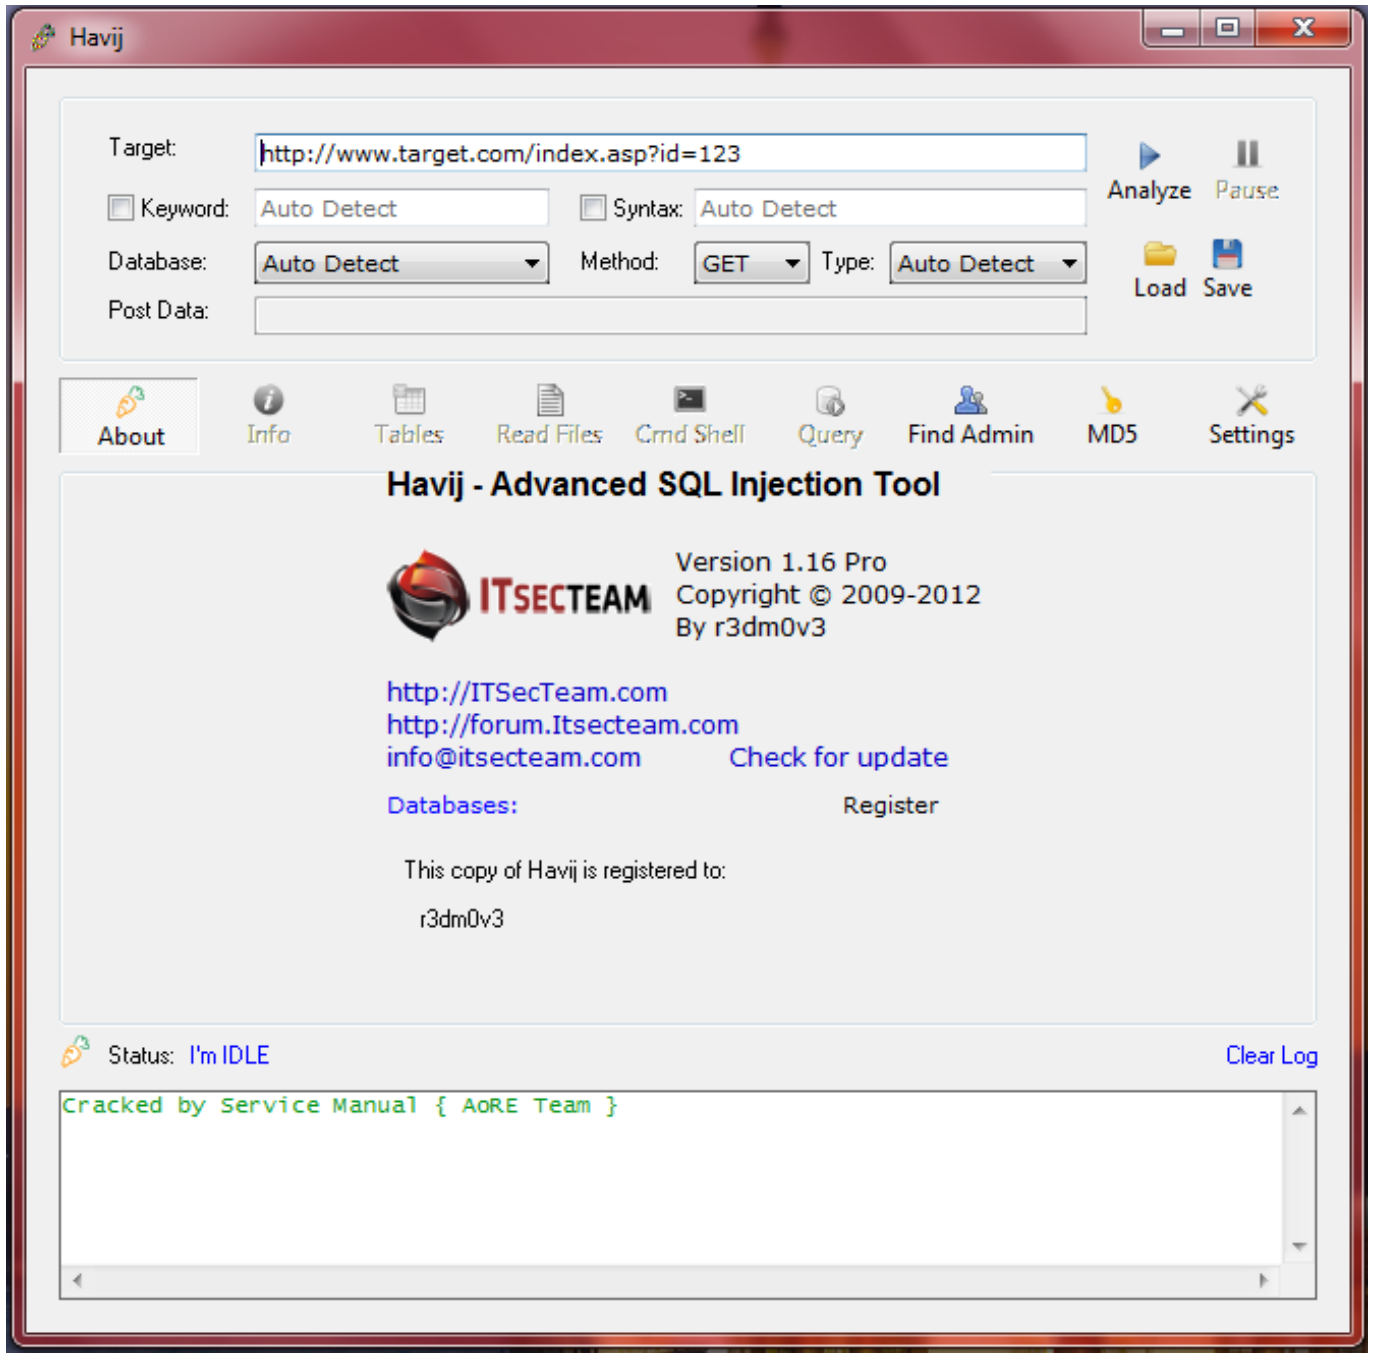 Havij
Target: http://www.target.com/index.asp?id=123
Analyze Pause
Keyword: Auto Detect Syntax: Auto Detect
Database: Auto Detect Method: GET Type: Auto Detect
Load Save
Post Data:
About Info Tables Read Files Cmd Shell Query Find Admin MD5 Settings
Havij - Advanced SQL Injection Tool
ITSECTEAM
Version 1.16 Pro
Copyright © 2009-2012
By r3dm0v3
http://ITSecTeam.com
http://forum.Itsecteam.com
info@itsecteam.com Check for update
Databases: Register
This copy of Havij is registered to:
r3dm0v3
Status: I'm IDLE Clear Log
Cracked by Service Manual { AoRE Team }